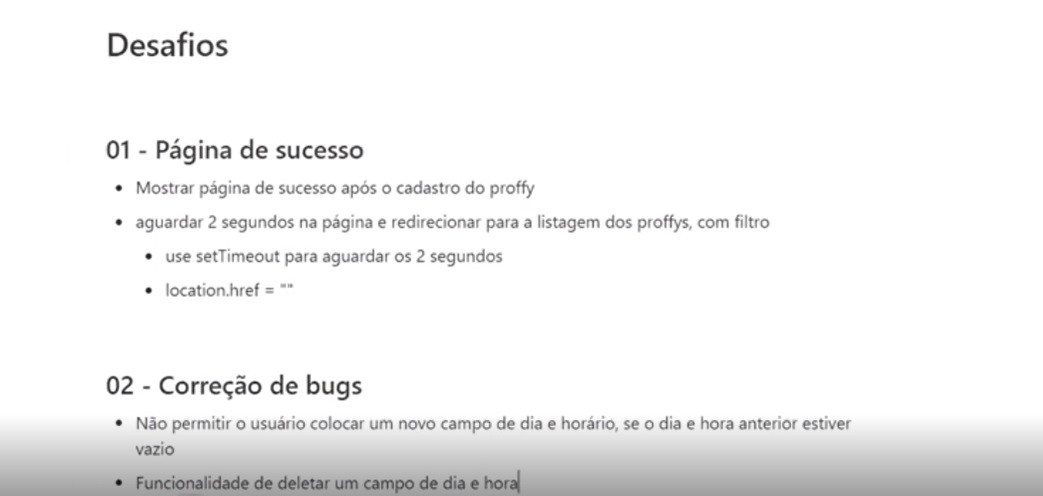 Desafios
01 - Página de sucesso
• Mostrar página de sucesso após o cadastro do proffy
• aguardar 2 segundos na página e redirecionar para a listagem dos proffys, com filtro
• use setTimeout para aguardar os 2 segundos
• location.href = ""
02 - Correção de bugs
• Não permitir o usuário colocar um novo campo de dia e horário, se o dia e hora anterior estiver
vazio
• Funcionalidade de deletar um campo de dia e hora